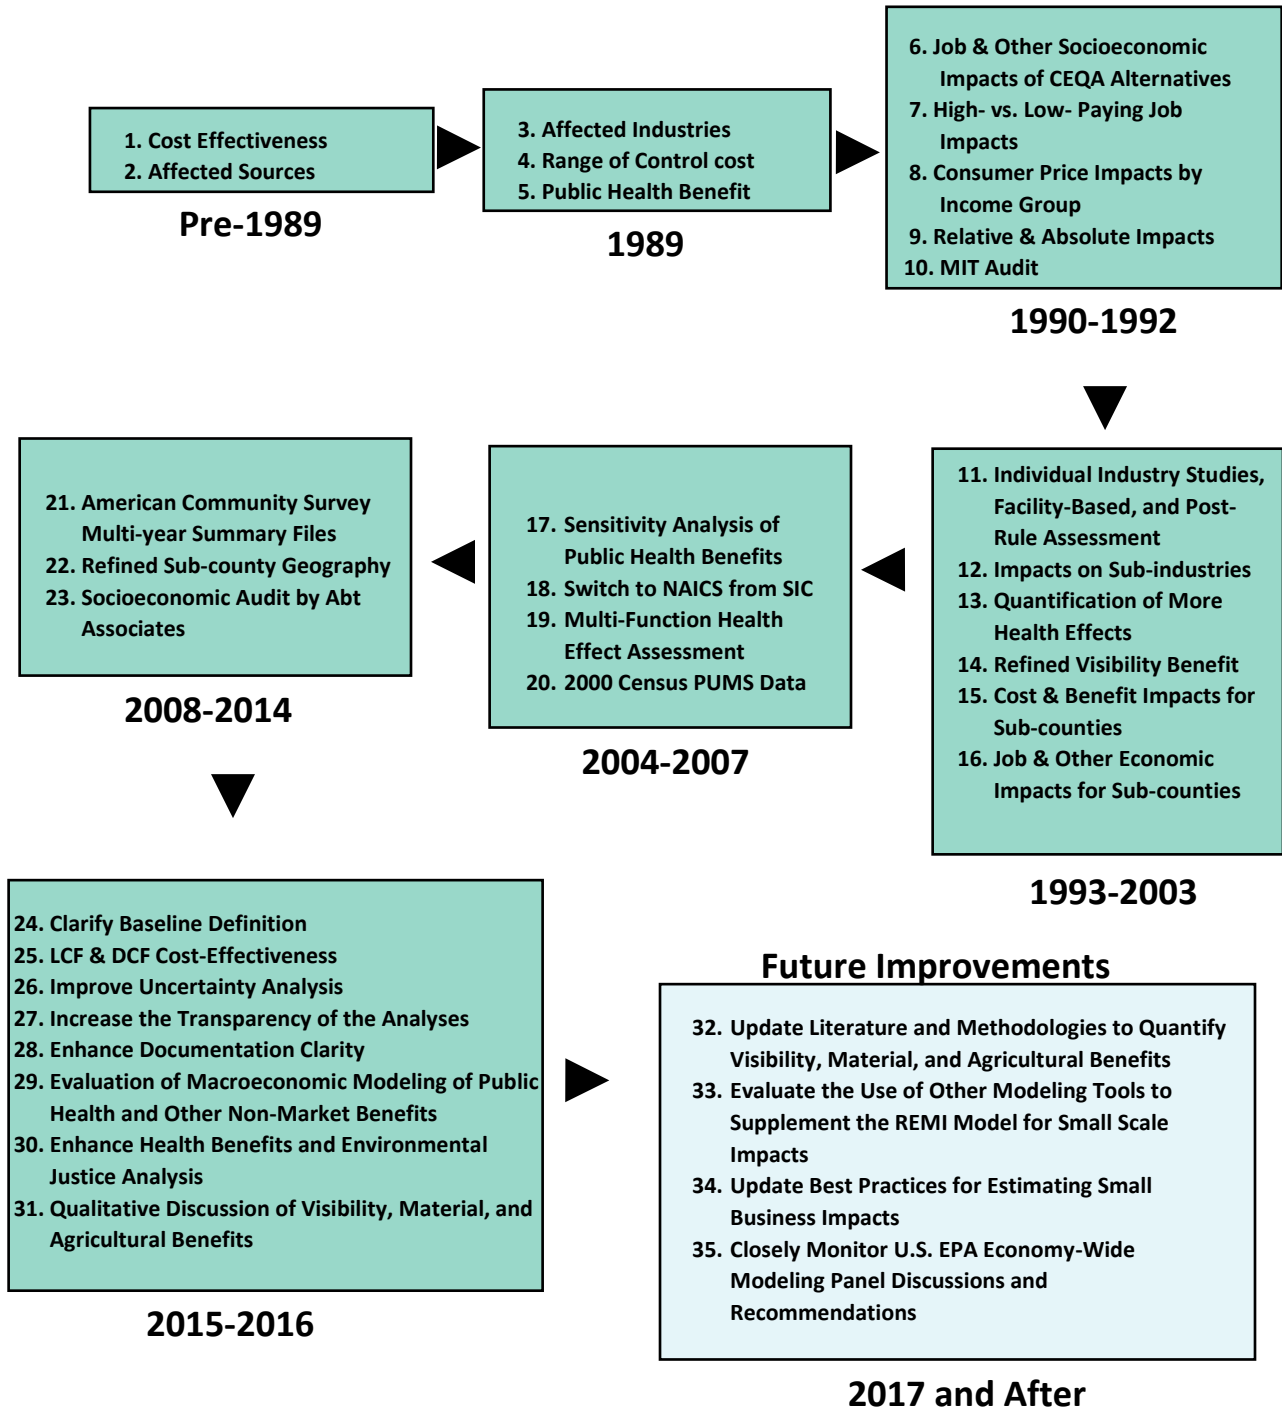 1. Cost Effectiveness
2. Affected Sources
Pre-1989
3. Affected Industries
4. Range of Control cost
5. Public Health Benefit
1989
6. Job & Other Socioeconomic
Impacts of CEQA Alternatives
7. High- vs. Low- Paying Job
Impacts
8. Consumer Price Impacts by
Income Group
9. Relative & Absolute Impacts
10. MIT Audit
1990-1992
11. Individual Industry Studies,
Facility-Based, and Post-
Rule Assessment
12. Impacts on Sub-industries
13. Quantification of More
Health Effects
14. Refined Visibility Benefit
15. Cost & Benefit Impacts for
Sub-counties
16. Job & Other Economic
Impacts for Sub-counties
1993-2003
17. Sensitivity Analysis of
Public Health Benefits
18. Switch to NAICS from SIC
19. Multi-Function Health
Effect Assessment
20. 2000 Census PUMS Data
2004-2007
21. American Community Survey
Multi-year Summary Files
22. Refined Sub-county Geography
23. Socioeconomic Audit by Abt
Associates
2008-2014
24. Clarify Baseline Definition
25. LCF & DCF Cost-Effectiveness
26. Improve Uncertainty Analysis
27. Increase the Transparency of the Analyses
28. Enhance Documentation Clarity
29. Evaluation of Macroeconomic Modeling of Public
Health and Other Non-Market Benefits
30. Enhance Health Benefits and Environmental
Justice Analysis
31. Qualitative Discussion of Visibility, Material, and
Agricultural Benefits
2015-2016
Future Improvements
32. Update Literature and Methodologies to Quantify
Visibility, Material, and Agricultural Benefits
33. Evaluate the Use of Other Modeling Tools to
Supplement the REMI Model for Small Scale
Impacts
34. Update Best Practices for Estimating Small
Business Impacts
35. Closely Monitor U.S. EPA Economy-Wide
Modeling Panel Discussions and
Recommendations
2017 and After